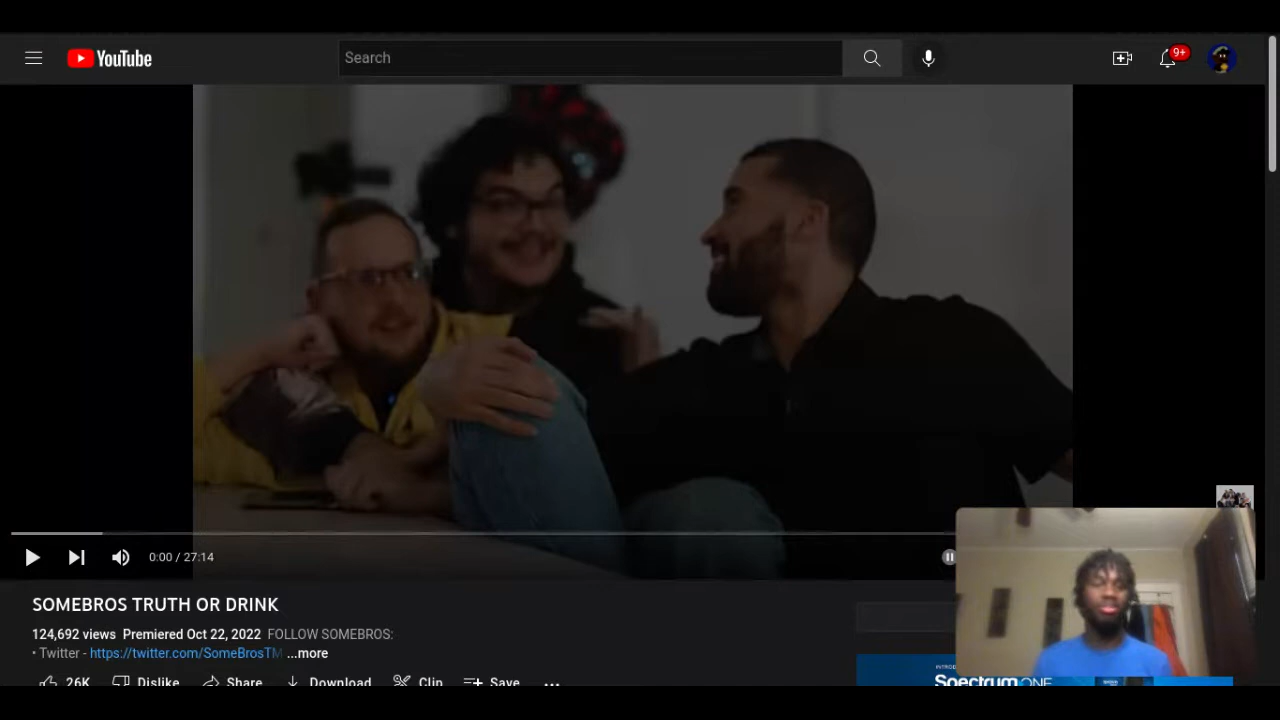 YouTube
Search
9+
0:00 / 27:14
SOMEBROS TRUTH OR DRINK
124,692 views Premiered Oct 22, 2022 FOLLOW SOMEBROS:
• Twitter - https://twitter.com/SomeBrosTM ...more
26K Dislike Share Download Clip Save ...
Spectrum ONE